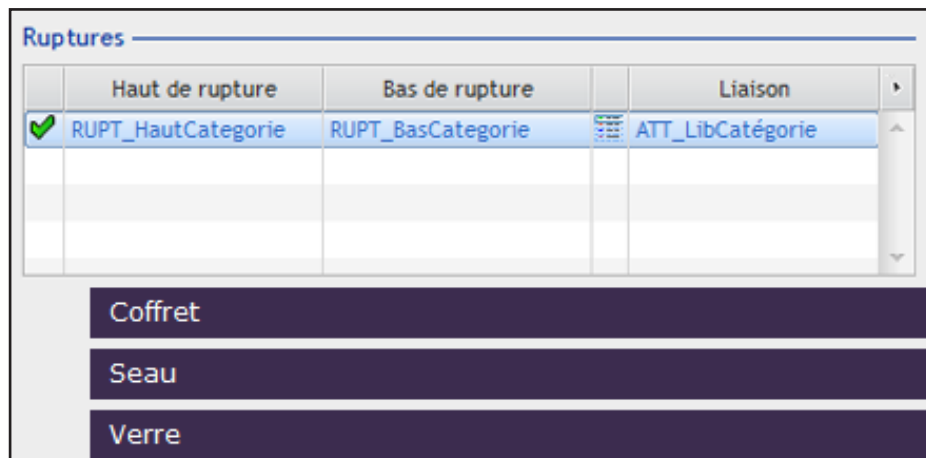 Ruptures
Haut de rupture Bas de rupture Liaison
RUPT_HautCategorie RUPT_BasCategorie ATT_LibCatégorie
Coffret
Seau
Verre